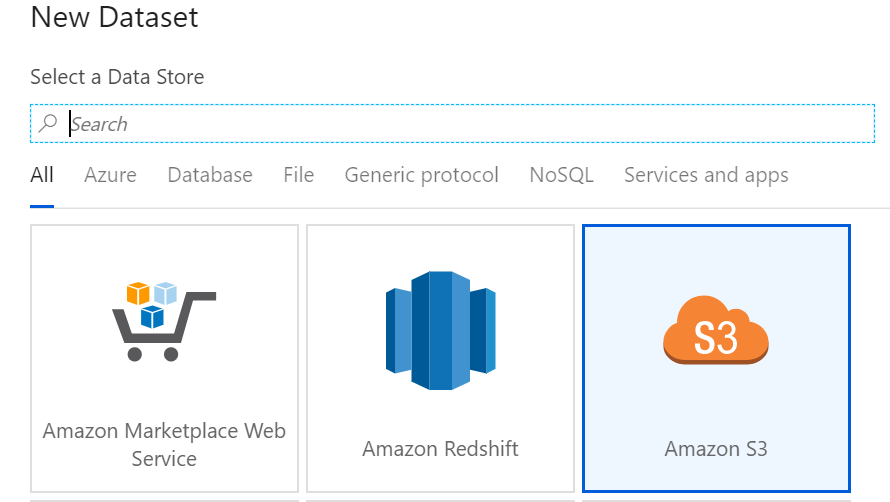 New Dataset
Select a Data Store
Search
All Azure Database File Generic protocol NoSQL Services and apps
S3
Amazon Marketplace Web
Service
Amazon Redshift
Amazon S3